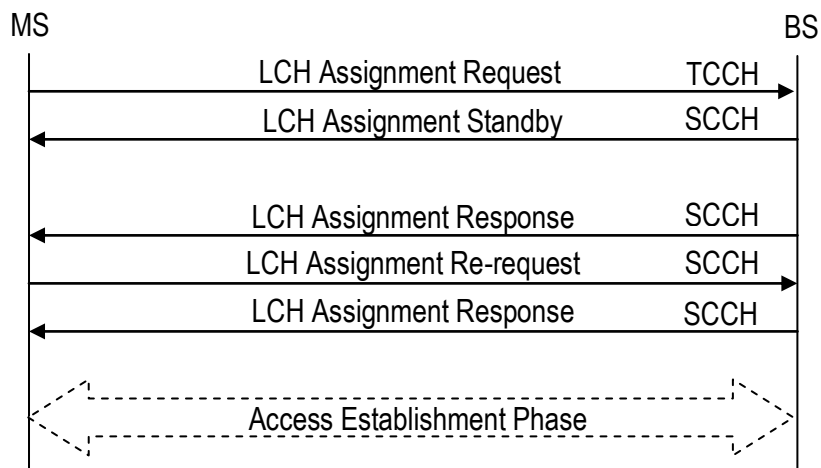 MS BS
LCH Assignment Request TCCH
LCH Assignment Standby SCCH
LCH Assignment Response SCCH
LCH Assignment Re-request SCCH
LCH Assignment Response SCCH
Access Establishment Phase